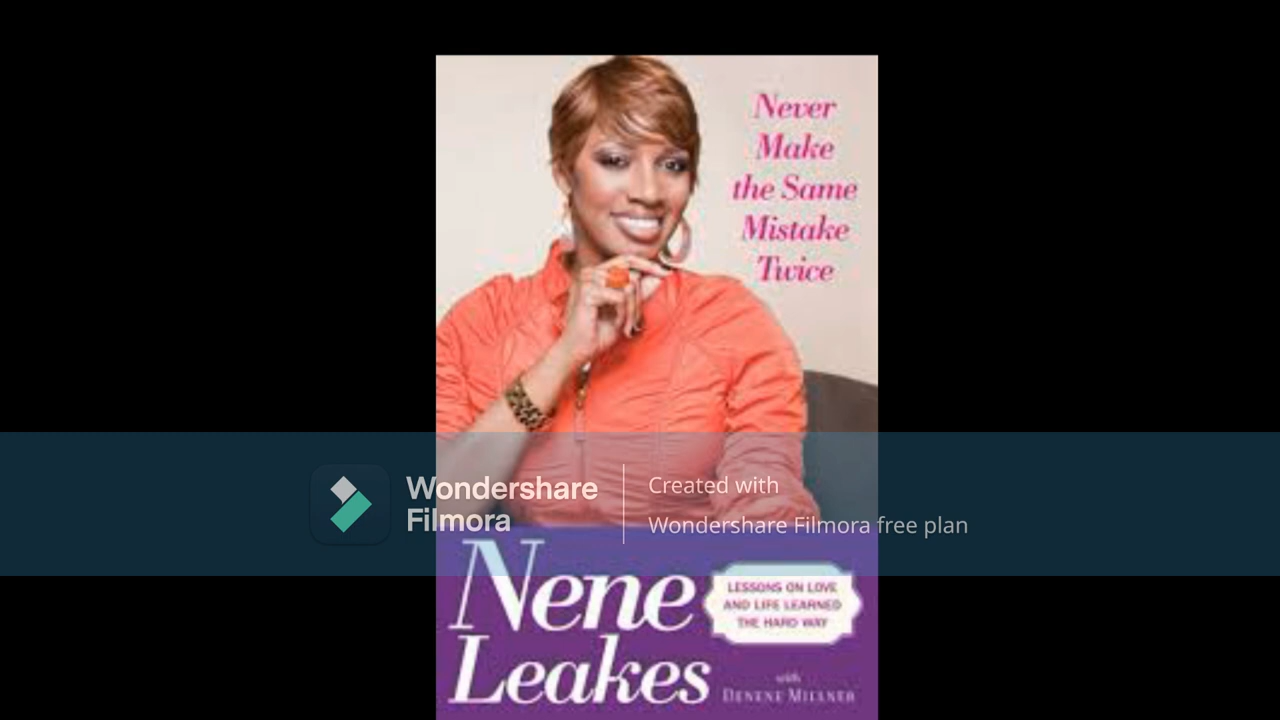 Never
Make
the Same
Mistake
Twice
Wondershare
Filmora
Created with
Wondershare Filmora free plan
Nene
Leakes
LESSONS ON LOVE
AND LIFE LEARNED
THE HARD WAY
with
DENENE MILLNER